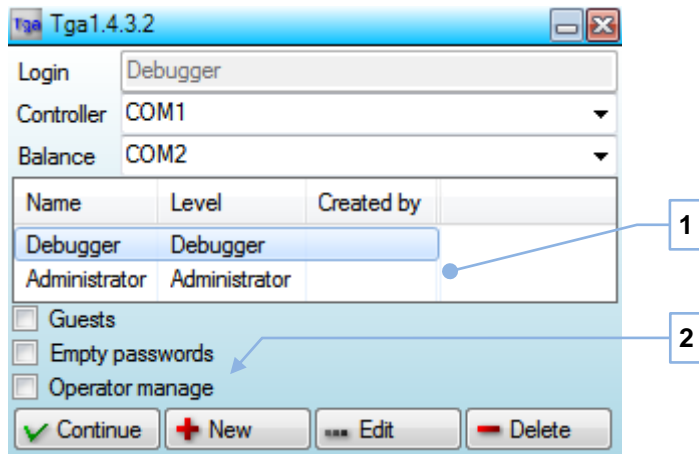 Tga Tga1.4.3.2
Login Debugger
Controller COM1
Balance COM2
Name Level Created by
1
Debugger Debugger
Administrator Administrator
Guests
2
Empty passwords
Operator manage
Continue New Edit Delete